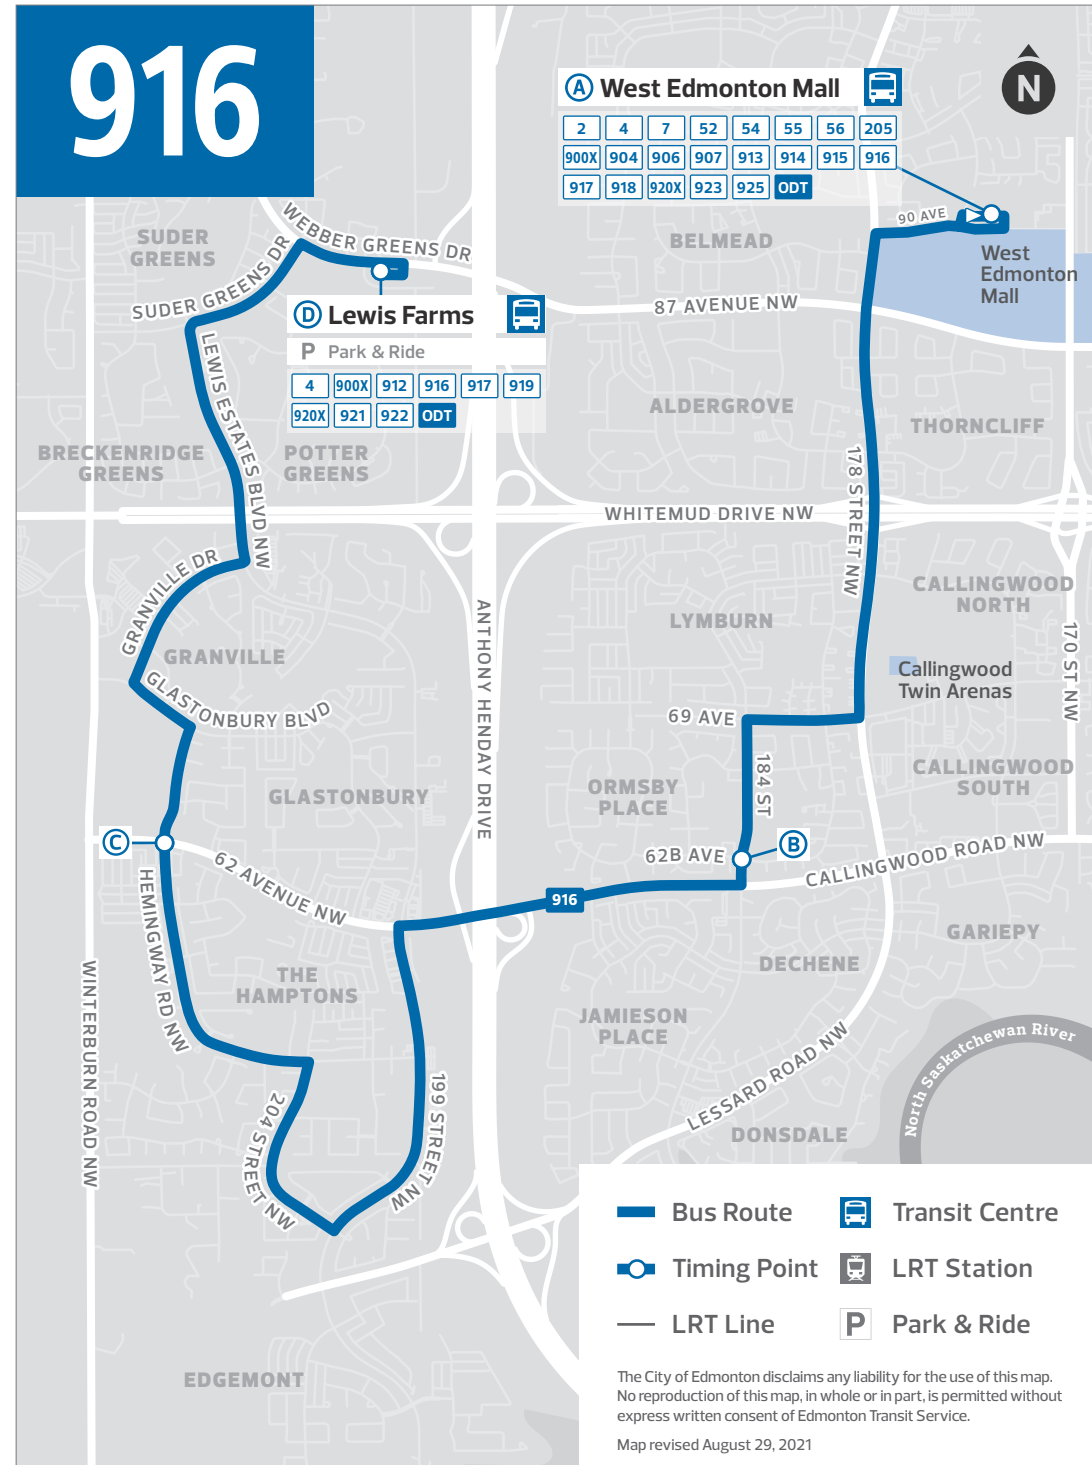 916
A West Edmonton Mall
2 4 7 52 54 55 56 205
900X 904 906 907 913 914 915 916
917 918 920X 923 925 ODT
N
90 AVE
West
Edmonton
Mall
SUDER
GREENS
WEBBER GREENS DR
SUDER GREENS DR
BELMEAD
87 AVENUE NW
D Lewis Farms
P Park & Ride
4 900X 912 916 917 919
920X 921 922 ODT
LEWIS ESTATES BLVD NW
BRECKENRIDGE
GREENS
POTTER
GREENS
ALDERGROVE
THORNCLIFF
178 STREET NW
WHITEMUD DRIVE NW
GRANVILLE DR
GRANVILLE
GLASTONBURY BLVD
ANTHONY HENDAY DRIVE
LYMBURN
CALLINGWOOD
NORTH
170 ST NW
Callingwood
Twin Arenas
69 AVE
184 ST
ORMSBY
PLACE
CALLINGWOOD
SOUTH
GLASTONBURY
C
62 AVENUE NW
62B AVE
B
CALLINGWOOD ROAD NW
916
HEMINGWAY RD NW
GARIEPY
DECHENE
THE
HAMPTONS
WINTERBURN ROAD NW
JAMIESON
PLACE
LESSARD ROAD NW
North Saskatchewan River
199 STREET NW
204 STREET NW
DONSDALE
EDGEMONT
Bus Route
Transit Centre
Timing Point
LRT Station
LRT Line
P Park & Ride
The City of Edmonton disclaims any liability for the use of this map.
No reproduction of this map, in whole or in part, is permitted without
express written consent of Edmonton Transit Service.
Map revised August 29, 2021